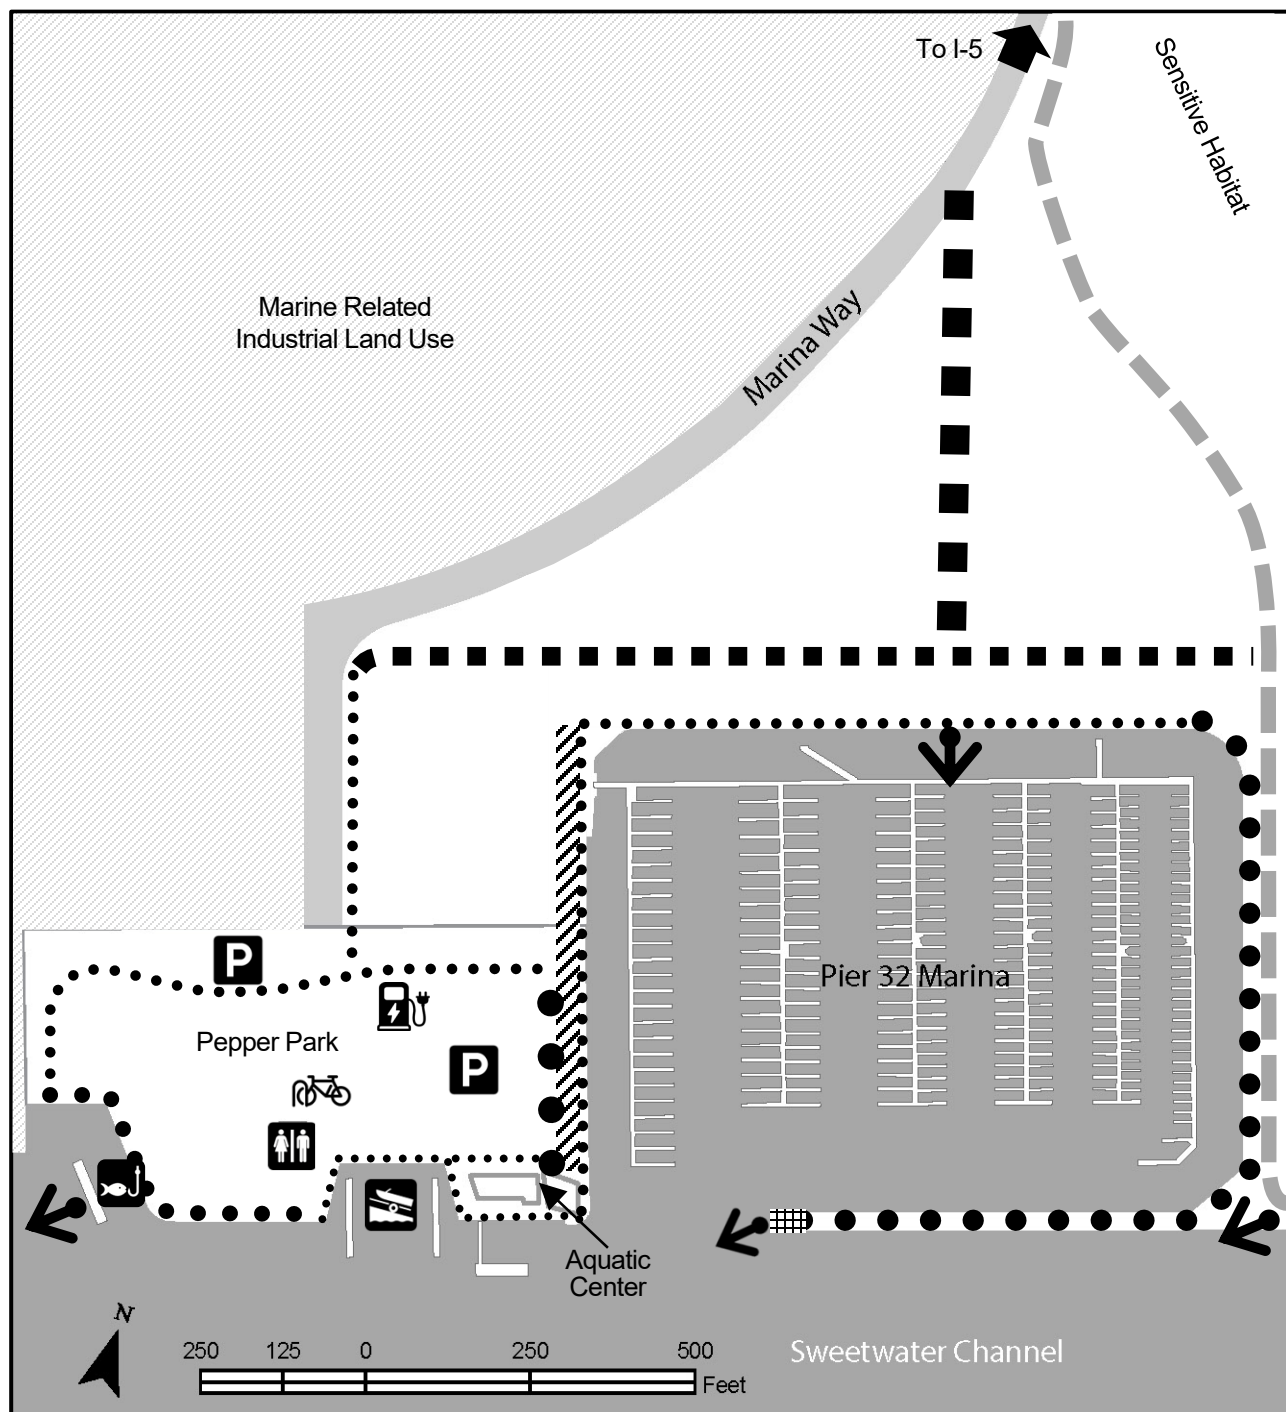 To I-5
Sensitive Habitat
Marine Related
Industrial Land Use
Marina Way
P
Pier 32 Marina
Pepper Park
P
Aquatic
Center
N
250 125 0 250 500
Feet
Sweetwater Channel